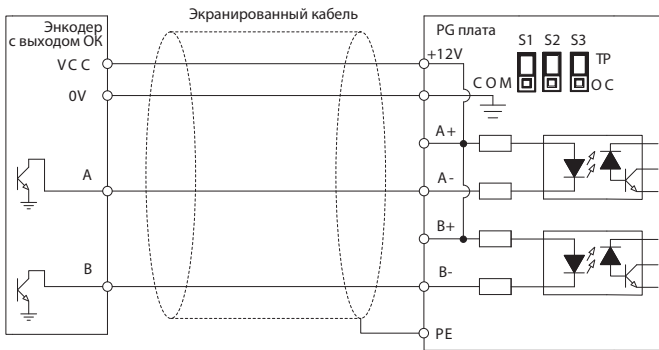 Экранированный кабель
Энкодер
с выходом ОК
VCC
0V
A
B
PG плата
S1 S2 S3
+12V
TP
COM
OC
A+
A-
B+
B-
PE